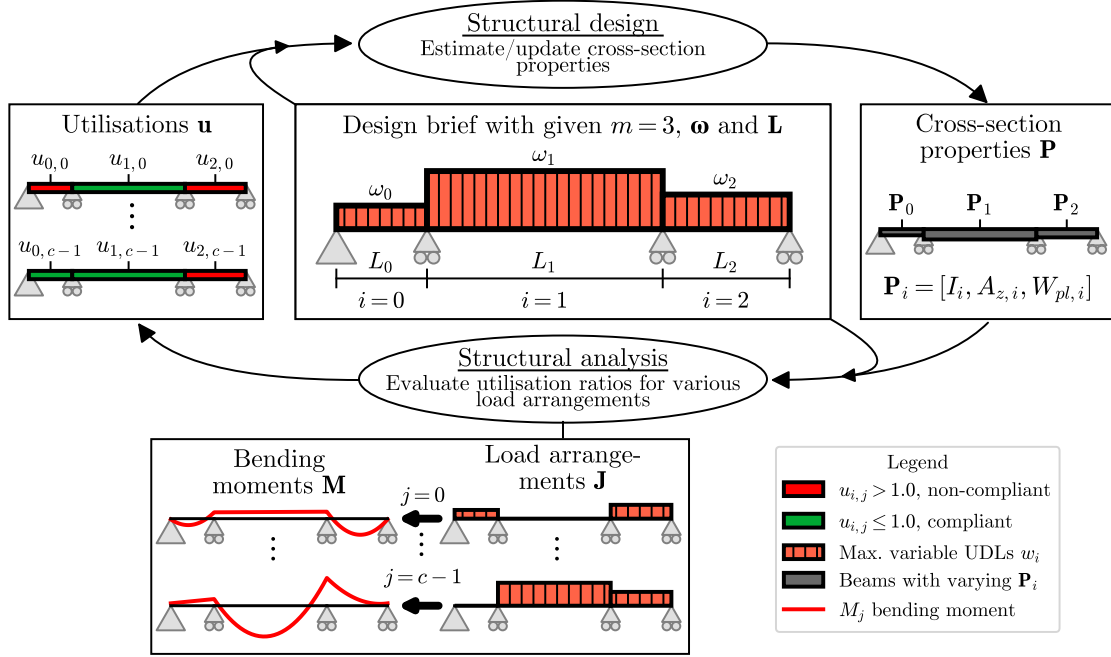 Structural design
Estimate/update cross-section
properties
Utilisations u
u0,0 u1,0 u2,0
u0,c−1 u1,c−1 u2,c−1
Design brief with given m = 3, ω and L
ω0 ω1 ω2
L0 L1 L2
i = 0 i = 1 i = 2
Cross-section
properties P
P0 P1 P2
Pi = [Ii, Az,i, Wpl,i]
Structural analysis
Evaluate utilisation ratios for various
load arrangements
Bending
moments M
Load arrange-
ments J
j = 0
j = c − 1
Legend
ui,j > 1.0, non-compliant
ui,j ≤ 1.0, compliant
Max. variable UDLs wi
Beams with varying Pi
Mj bending moment